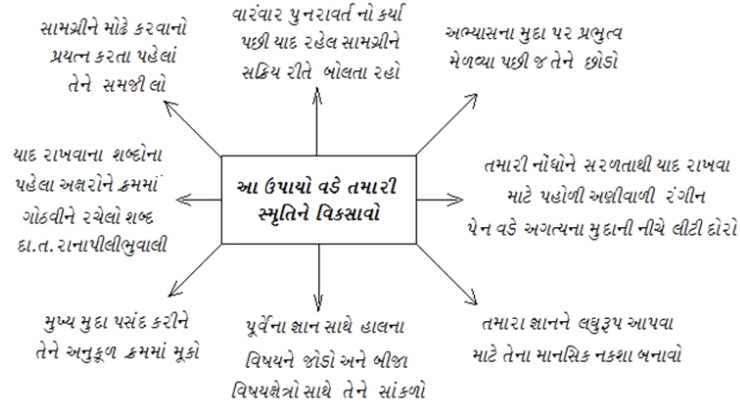 સામગ્રીને મોઢે કરવાનો
પ્રયત્ન કરતા પહેલાં
તેને સમજી લો
વારંવાર પુનરાવર્ત નો કર્યા
પછી યાદ રહેલ સામગ્રીને
સક્રિય રીતે બોલતા રહો
અભ્યાસના મુદા પર પ્રભુત્વ
મેળવ્યા પછી જ તેને છોડો
યાદ રાખવાના શબ્દોના
પહેલા અક્ષરોને ક્રમમાં
ગોઠવીને રચેલો શબ્દ
દા.ત. રાનાપીલીભુવાલી
આ ઉપાયો વડે તમારી
સ્મૃતિને વિકસાવો
તમારી નોંધોને સરળતાથી યાદ રાખવા
માટે પહોળી અણીવાળી રંગીન
પેન વડે અગત્યના મુદાની નીચે લીટી દોરો
મુખ્ય મુદા પસંદ કરીને
તેને અનુકૂળ ક્રમમાં મૂકો
પૂર્વેના જ્ઞાન સાથે હાલના
વિષયને જોડો અને બીજા
વિષયક્ષેત્રો સાથે તેને સાંકળો
તમારા જ્ઞાનને લઘુરૂપ આપવા
માટે તેના માનસિક નકશા બનાવો